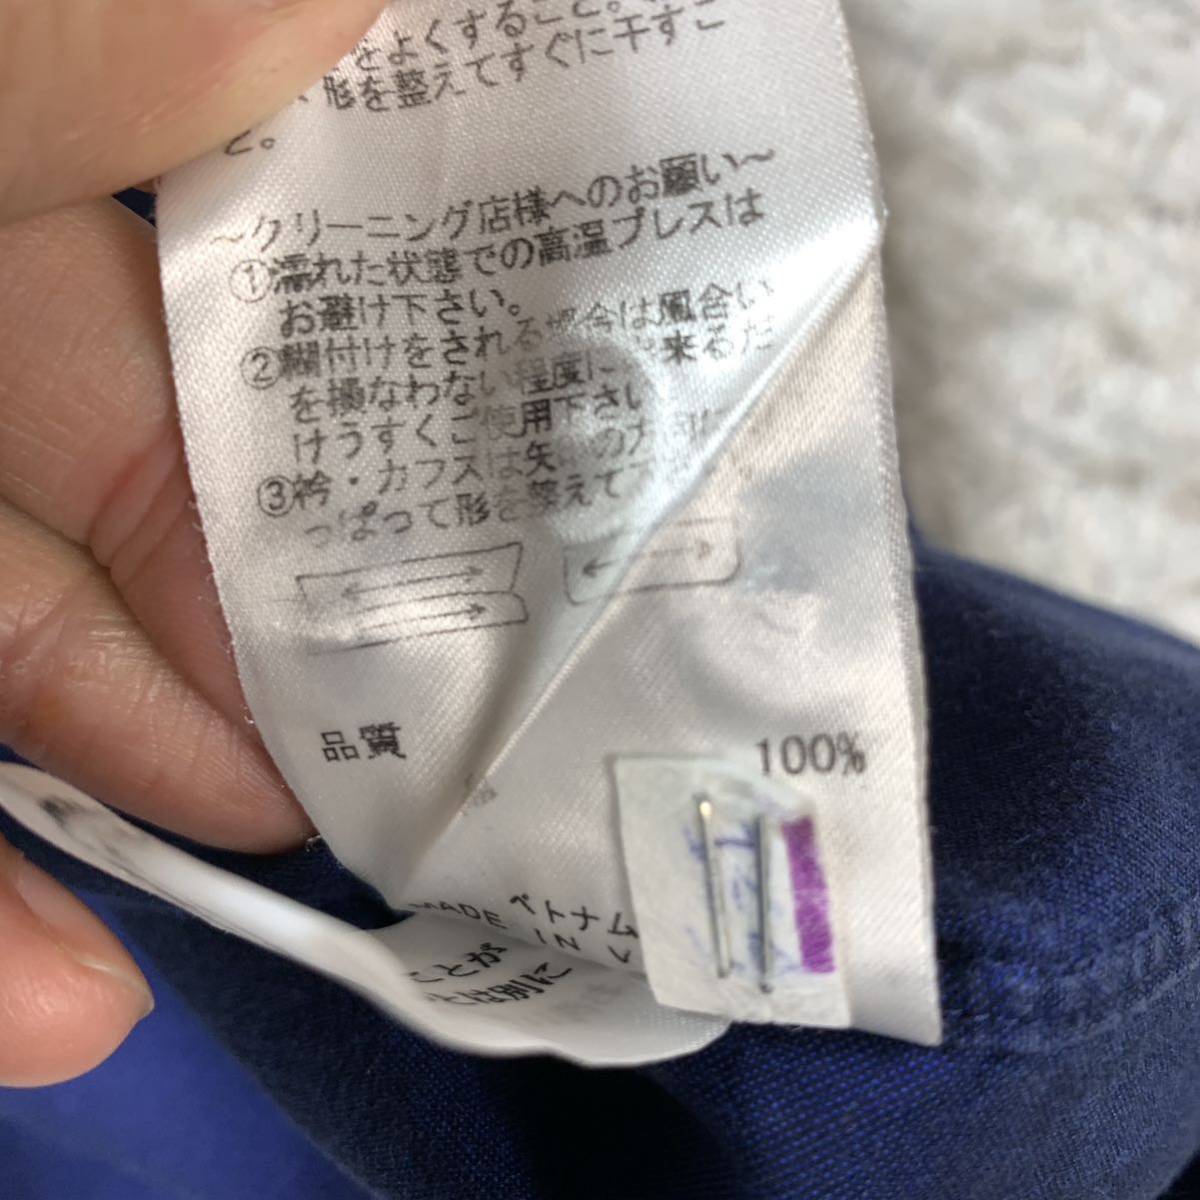 をよくすること。
、形を整えてすぐに干すこ
と。
～クリーニング店様へのお願い～
①濡れた状態での高温プレスは
お避け下さい。
②糊付けをされる場合は風合い
を損なわない程度に 来るだ
けうすくご使用下さい
③衿・カフスは矢 の方向に
っぱって形を整えて
品質
100%
MADE IN
ベトナム
ことが
とは別に